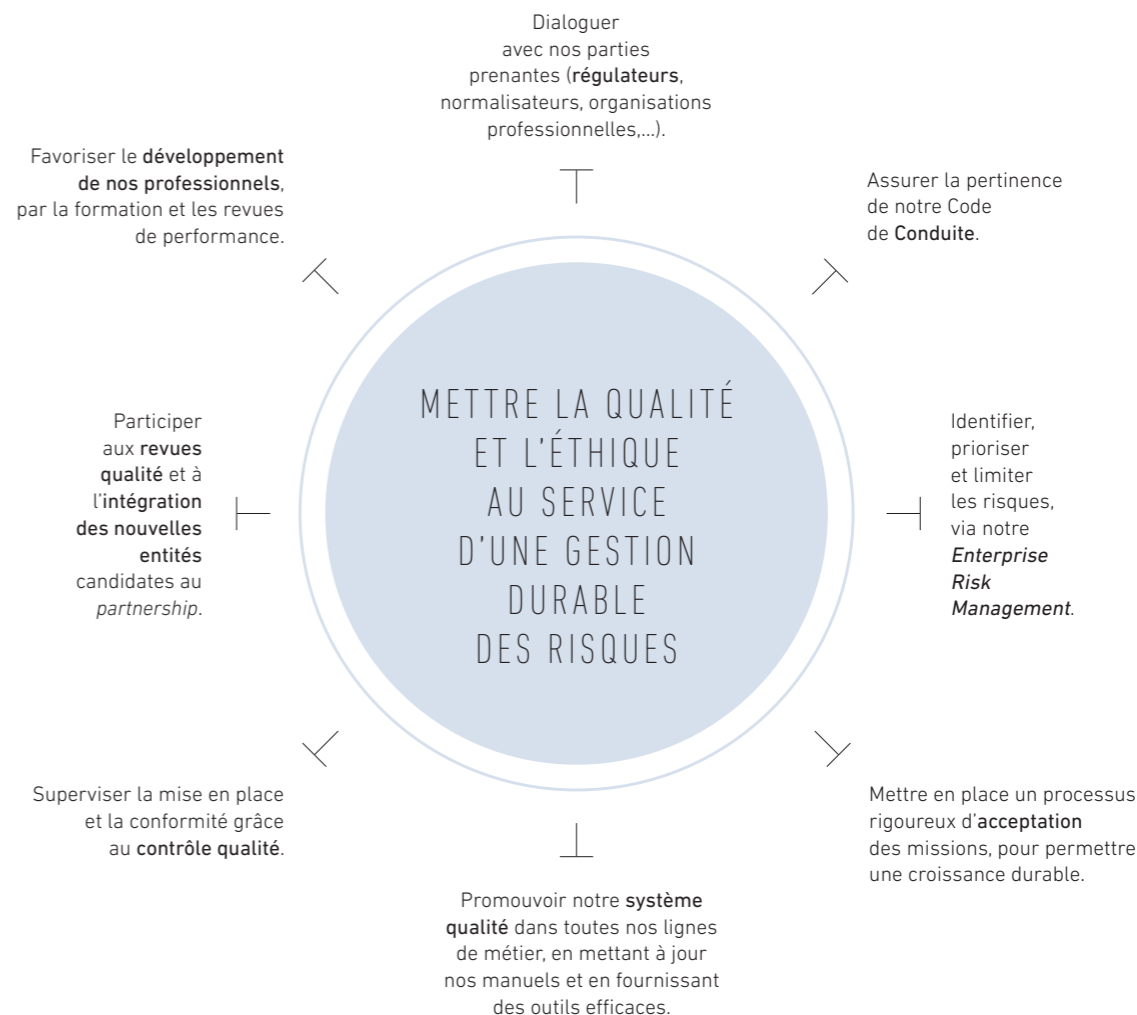 Dialoguer
avec nos parties
prenantes (régulateurs,
normalisateurs, organisations
professionnelles,...).
Favoriser le développement
de nos professionnels,
par la formation et les revues
de performance.
Assurer la pertinence
de notre Code
de Conduite.
METTRE LA QUALITÉ
ET L'ÉTHIQUE
AU SERVICE
D'UNE GESTION
DURABLE
DES RISQUES
Participer
aux revues
qualité et à
l'intégration
des nouvelles
entités
candidates au
partnership.
Identifier,
prioriser
et limiter
les risques,
via notre
Enterprise
Risk
Management.
Superviser la mise en place
et la conformité grâce
au contrôle qualité.
Mettre en place un processus
rigoureux d'acceptation
des missions, pour permettre
une croissance durable.
Promouvoir notre système
qualité dans toutes nos lignes
de métier, en mettant à jour
nos manuels et en fournissant
des outils efficaces.